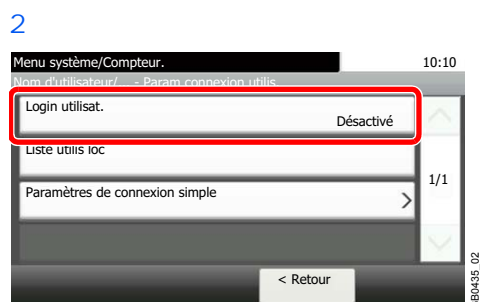 2
Menu système/Compteur.
10:10
Nom d'utilisateur/... - Param connexion utilis.
Login utilisat.
Désactivé
Liste utilis loc
1/1
Paramètres de connexion simple
< Retour
B0435_02